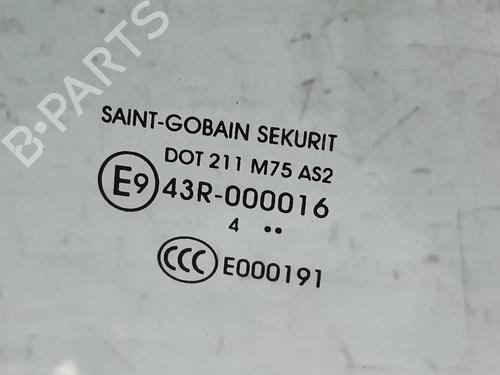 B-PARTS
SAINT-GOBAIN SEKURIT
DOT 211 M75 AS2
E9 43R-000016
4 ••
CCC E000191